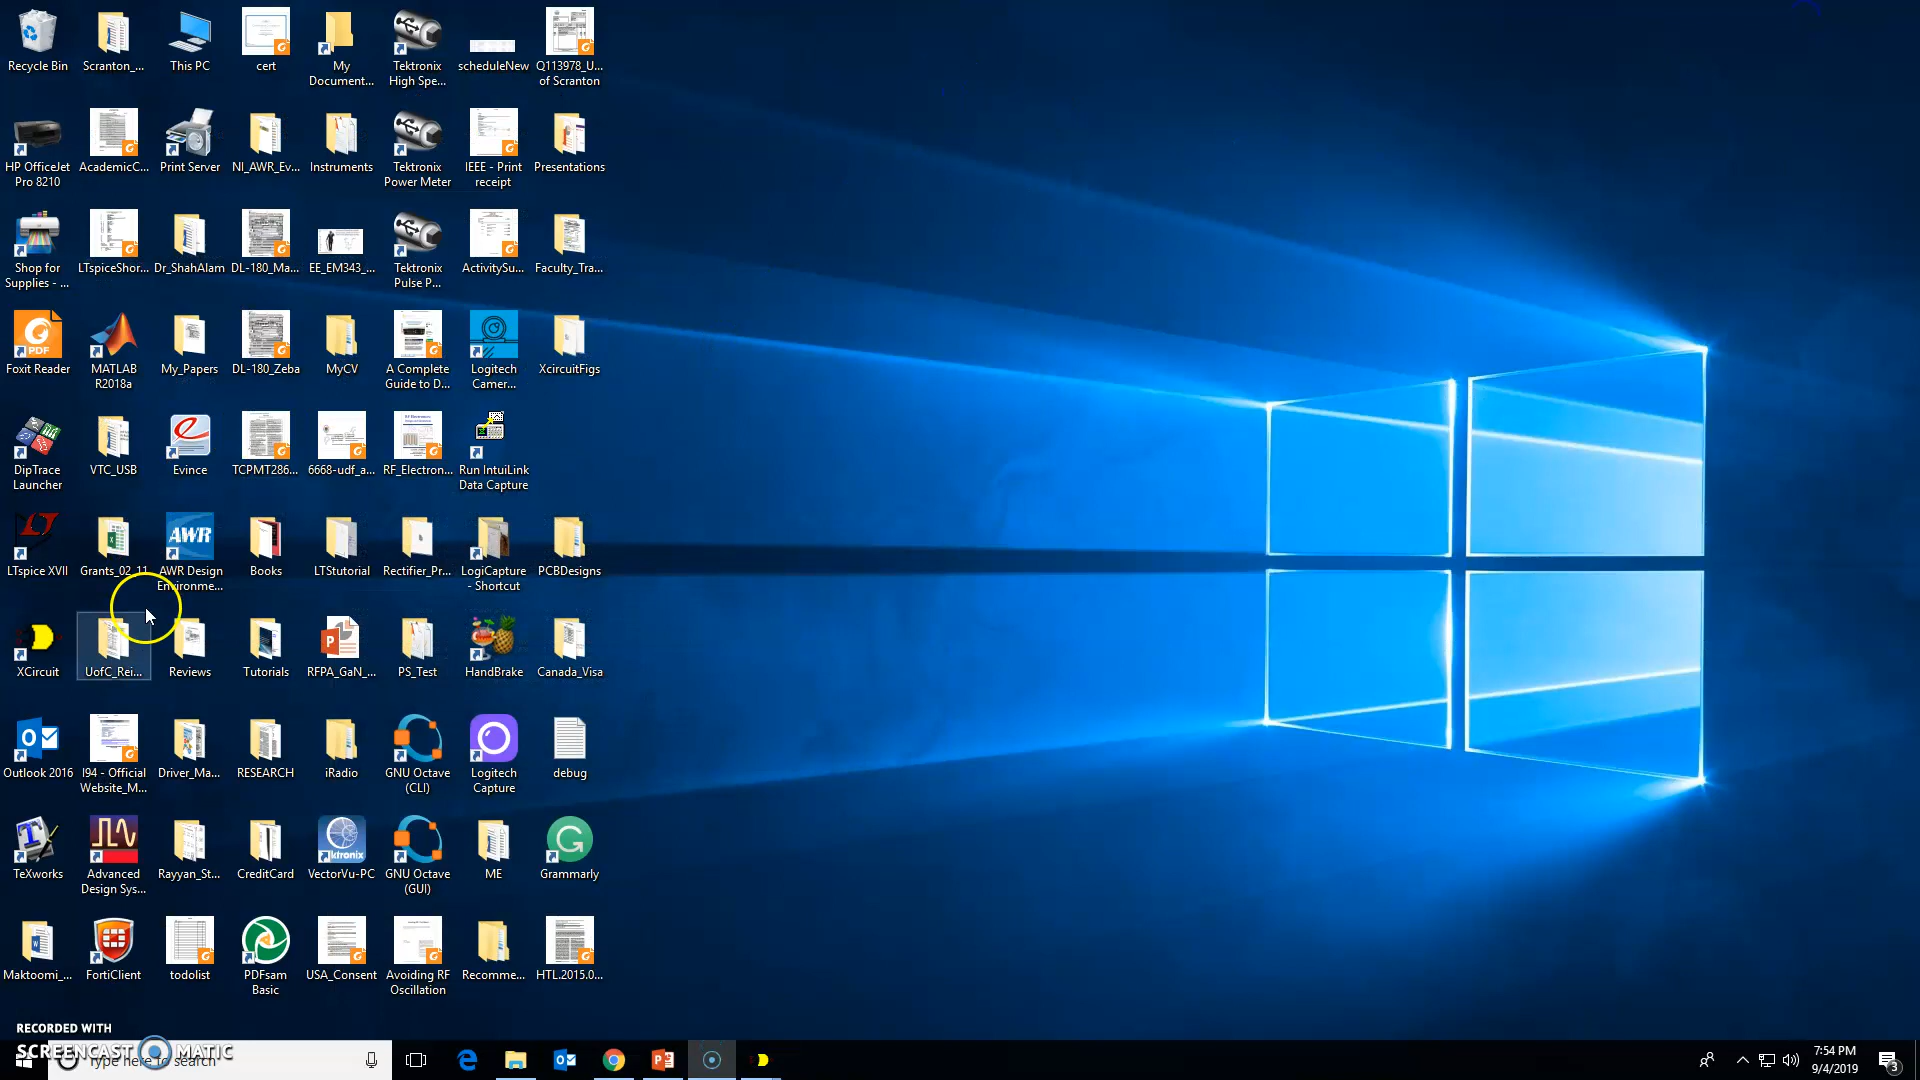 Recycle Bin
Scranton_...
This PC
cert
My
Document...
Tektronix
High Spe...
scheduleNew
Q113978_U...
of Scranton
HP OfficeJet
Pro 8210
AcademicC...
Print Server
NI_AWR_Ev...
Instruments
Tektronix
Power Meter
IEEE - Print
receipt
Presentations
Shop for
Supplies - ...
LTspiceShor...
Dr_ShahAlam
DL-180_Ma...
EE_EM343_...
Tektronix
Pulse P...
ActivitySu...
Faculty_Tra...
PDF
Foxit Reader
MATLAB
R2018a
My_Papers
DL-180_Zeba
MyCV
A Complete
Guide to D...
Logitech
Camer...
XcircuitFigs
DipTrace
Launcher
VTC_USB
Evince
TCPMT286...
6668-udf_a...
RF_Electron...
Run IntuiLink
Data Capture
LTspice XVII
Grants_02_11...
AWR
AWR Design
Environme...
Books
LTStutorial
Rectifier_Pr...
LogiCapture
- Shortcut
PCBDesigns
XCircuit
UofC_Rei...
Reviews
Tutorials
RFPA_GaN_...
PS_Test
HandBrake
Canada_Visa
Outlook 2016
I94 - Official
Website_M...
Driver_Ma...
RESEARCH
iRadio
GNU Octave
(CLI)
Logitech
Capture
debug
TeXworks
Advanced
Design Sys...
Rayyan_St...
CreditCard
ktronix
VectorVu-PC
GNU Octave
(GUI)
ME
Grammarly
Maktoomi_...
FortiClient
todolist
PDFsam
Basic
USA_Consent
Avoiding RF
Oscillation
Recomme...
HTL.2015.0...
RECORDED WITH
SCREENCAST MATIC
Type here to search
7:54 PM
9/4/2019
3